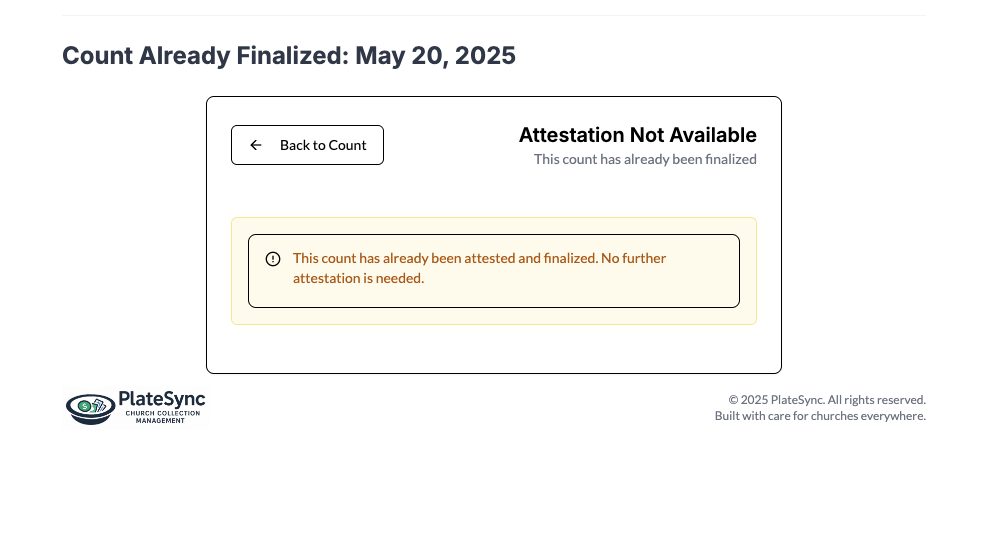 Count Already Finalized: May 20, 2025
Back to Count
Attestation Not Available
This count has already been finalized
This count has already been attested and finalized. No further
attestation is needed.
PlateSync
CHURCH COLLECTION
MANAGEMENT
© 2025 PlateSync. All rights reserved.
Built with care for churches everywhere.